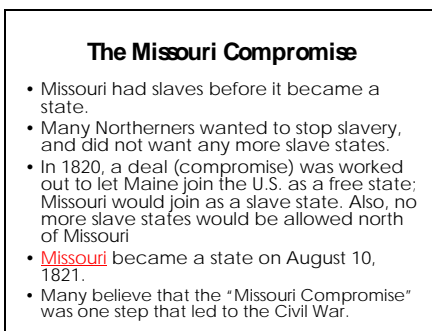 The Missouri Compromise
• Missouri had slaves before it became a
state.
• Many Northerners wanted to stop slavery,
and did not want any more slave states.
• In 1820, a deal (compromise) was worked
out to let Maine join the U.S. as a free state;
Missouri would join as a slave state. Also, no
more slave states would be allowed north
of Missouri
• Missouri became a state on August 10,
1821.
• Many believe that the “Missouri Compromise”
was one step that led to the Civil War.